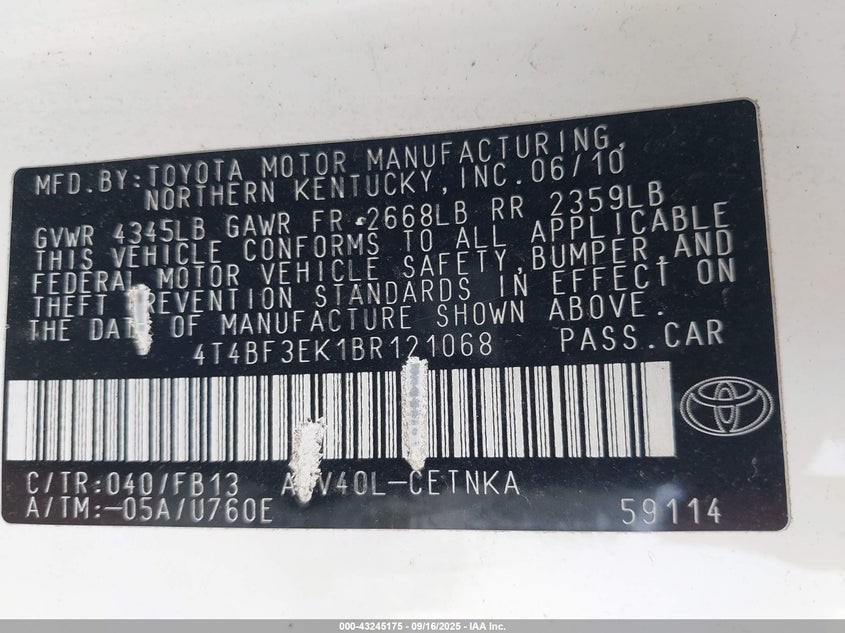 MFD.BY:TOYOTA MOTOR MANUFACTURING,
NORTHERN KENTUCKY,INC.06/10
GVWR 4345LB GAWR FR 2668LB RR 2359LB
THIS VEHICLE CONFORMS TO ALL APPLICABLE
FEDERAL MOTOR VEHICLE SAFETY,BUMPER,AND
THEFT PREVENTION STANDARDS IN EFFECT ON
THE DATE OF MANUFACTURE SHOWN ABOVE.
4T4BF3EK1BR121068 PASS.CAR
C/TR:040/FB13 A V40L-CETNKA
A/TM:-05A/U760E 59114
000-43245175 - 09/16/2025 - IAA Inc.